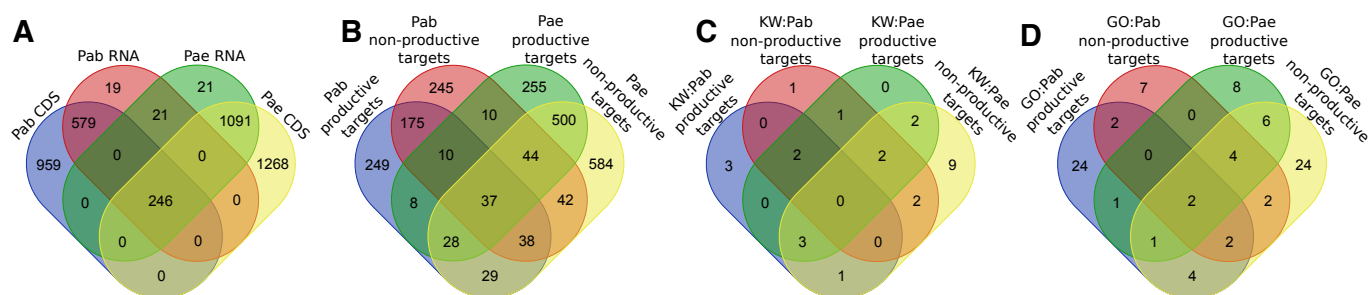 A
Pab RNA
Pae RNA
Pab CDS
Pae CDS
19
21
579
21
1091
959
0
0
1268
0
246
0
0
0
0
B
Pab
productive
targets
Pab
non-productive
targets
Pae
productive
targets
Pae
non-productive
targets
245
255
175
10
500
249
10
44
584
8
37
42
28
38
29
C
KW:Pab
productive
targets
KW:Pab
non-productive
targets
KW:Pae
productive
targets
KW:Pae
non-productive
targets
1
0
0
1
2
3
2
2
9
0
0
2
3
0
1
D
GO:Pab
productive
targets
GO:Pab
non-productive
targets
GO:Pae
productive
targets
GO:Pae
non-productive
targets
7
8
2
0
6
24
0
4
24
1
2
2
1
2
4